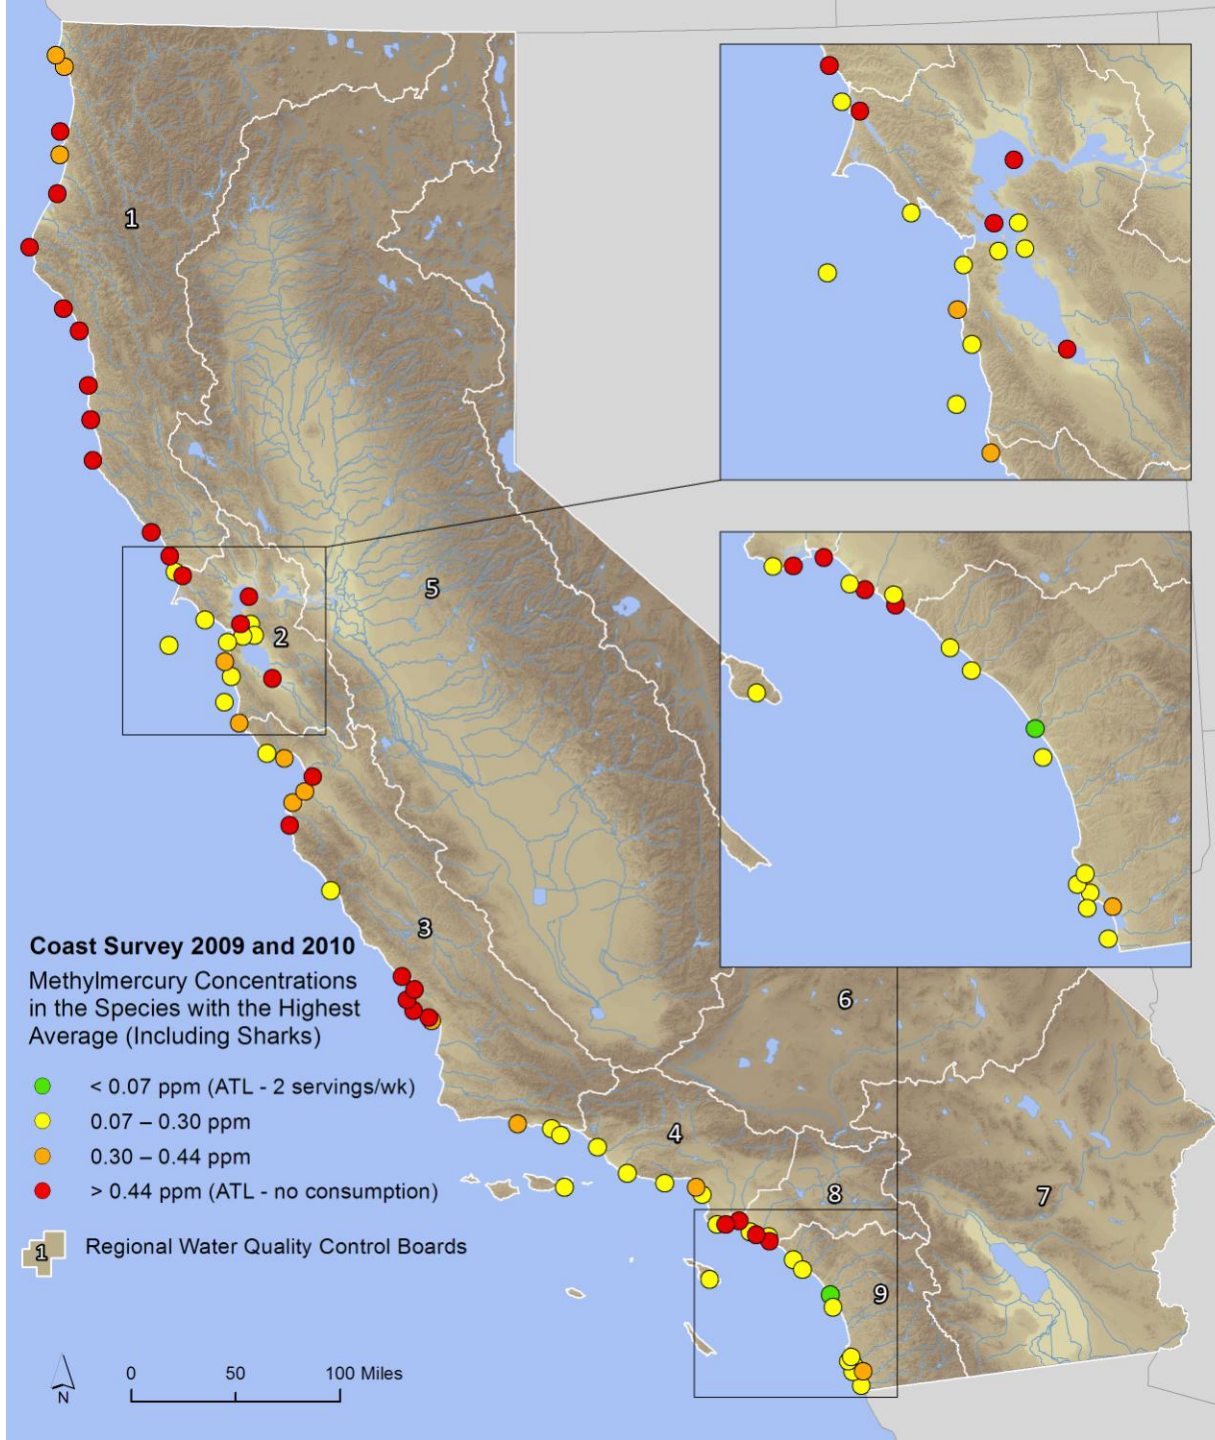 1
5
2
3
6
4
8
7
9
Coast Survey 2009 and 2010
Methylmercury Concentrations
in the Species with the Highest
Average (Including Sharks)
< 0.07 ppm (ATL - 2 servings/wk)
0.07 – 0.30 ppm
0.30 – 0.44 ppm
> 0.44 ppm (ATL - no consumption)
1 Regional Water Quality Control Boards
N
0 50 100 Miles